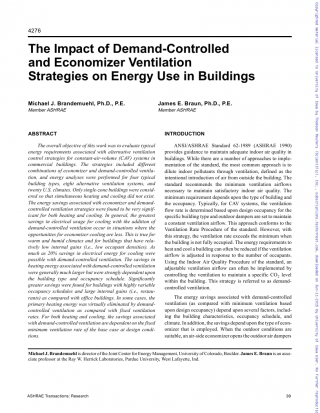 4276
The Impact of Demand-Controlled
and Economizer Ventilation
Strategies on Energy Use in Buildings
Michael J. Brandemuehl, Ph.D., P.E.
Member ASHRAE
James E. Braun, Ph.D., P.E.
Member ASHRAE
ABSTRACT
The overall objective of this work was to evaluate typical
energy requirements associated with alternative ventilation
control strategies for constant-air-volume (CAV) systems in
commercial buildings. The strategies included different
combinations of economizer and demand-controlled ventila-
tion, and energy analyses were performed for four typical
building types, eight alternative ventilation systems, and
twenty U.S. climates. Only single-zone buildings were consid-
ered so that simultaneous heating and cooling did not exist.
The energy savings associated with economizer and demand-
controlled ventilation strategies were found to be very signif-
icant for both heating and cooling. In general, the greatest
savings in electrical usage for cooling with the addition of
demand-controlled ventilation occur in situations where the
opportunities for economizer cooling are less. This is true for
warm and humid climates and for buildings that have rela-
tively low internal gains (i.e., low occupant densities). As
much as 20% savings in electrical energy for cooling were
possible with demand-controlled ventilation. The savings in
heating energy associated with demand-controlled ventilation
were generally much larger but were strongly dependent upon
the building type and occupancy schedule. Significantly
greater savings were found for buildings with highly variable
occupancy schedules and large internal gains (i.e., restau-
rants) as compared with office buildings. In some cases, the
primary heating energy was virtually eliminated by demand-
controlled ventilation as compared with fixed ventilation
rates. For both heating and cooling, the savings associated
with demand-controlled ventilation are dependent on the fixed
minimum ventilation rate of the base case at design condi-
tions.
INTRODUCTION
ANSI/ASHRAE Standard 62-1989 (ASHRAE 1990)
provides guidance to maintain adequate indoor air quality in
buildings. While there are a number of approaches to imple-
mentation of the standard, the most common approach is to
dilute indoor pollutants through ventilation, defined as the
intentional introduction of air from outside the building. The
standard recommends the minimum ventilation airflows
necessary to maintain satisfactory indoor air quality. The
minimum requirement depends upon the type of building and
the occupancy. Typically, for CAV systems, the ventilation
flow rate is determined based upon design occupancy for the
specific building type and outdoor dampers are set to maintain
a constant ventilation airflow. This approach conforms to the
Ventilation Rate Procedure of the standard. However, with
this strategy, the ventilation rate exceeds the minimum when
the building is not fully occupied. The energy requirements to
heat and cool a building can often be reduced if the ventilation
airflow is adjusted in response to the number of occupants.
Using the Indoor Air Quality Procedure of the standard, an
adjustable ventilation airflow can often be implemented by
controlling the ventilation to maintain a specific CO2 level
within the building. This strategy is referred to as demand-
controlled ventilation.
The energy savings associated with demand-controlled
ventilation (as compared with minimum ventilation based
upon design occupancy) depend upon several factors, includ-
ing the building characteristics, occupancy schedule, and
climate. In addition, the savings depend upon the type of econ-
omizer that is employed. When the outdoor conditions are
suitable, an air-side economizer opens the outdoor air dampers
Michael J. Brandemuehl is director of the Joint Center for Energy Management, University of Colorado, Boulder. James E. Braun is an asso-
ciate professor at the Ray W. Herrick Laboratories, Purdue University, West Lafayette, Ind.
ASHRAE Transactions: Research
39